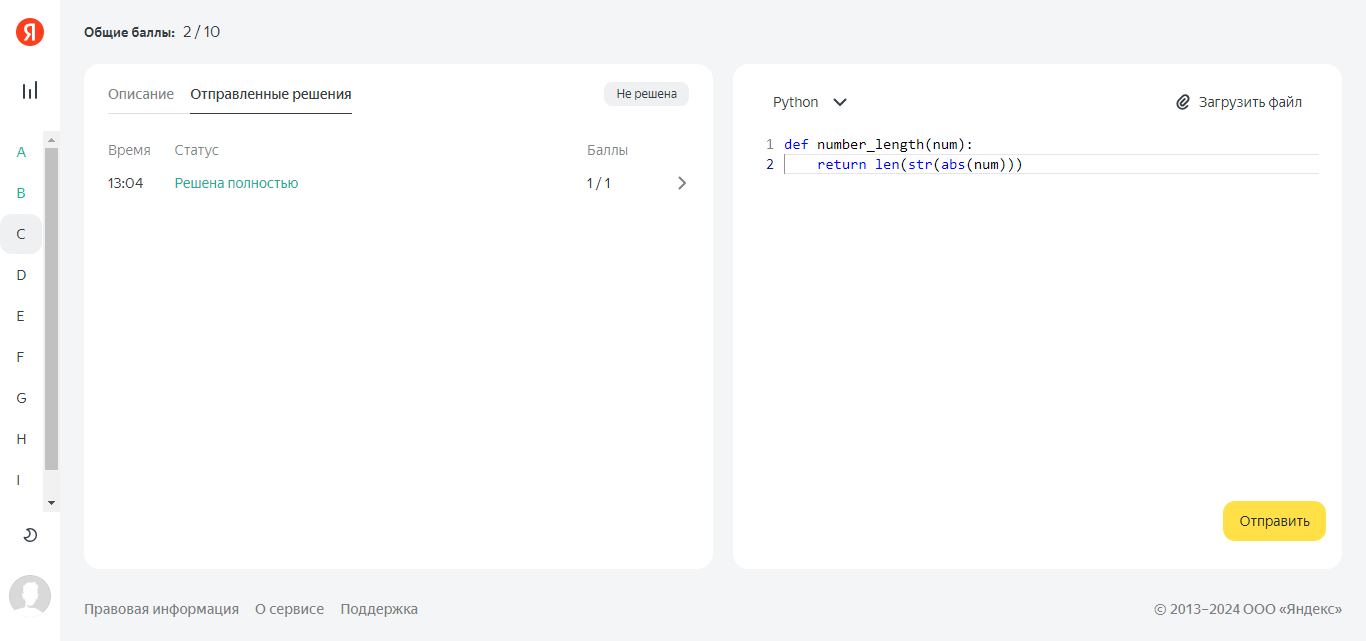 Я
Общие баллы: 2 / 10
Описание Отправленные решения Не решена
Время Статус Баллы
13:04 Решена полностью 1 / 1
A
B
C
D
E
F
G
H
I
Python Загрузить файл
1 def number_length(num):
2 return len(str(abs(num)))
Отправить
Правовая информация О сервисе Поддержка © 2013–2024 ООО «Яндекс»